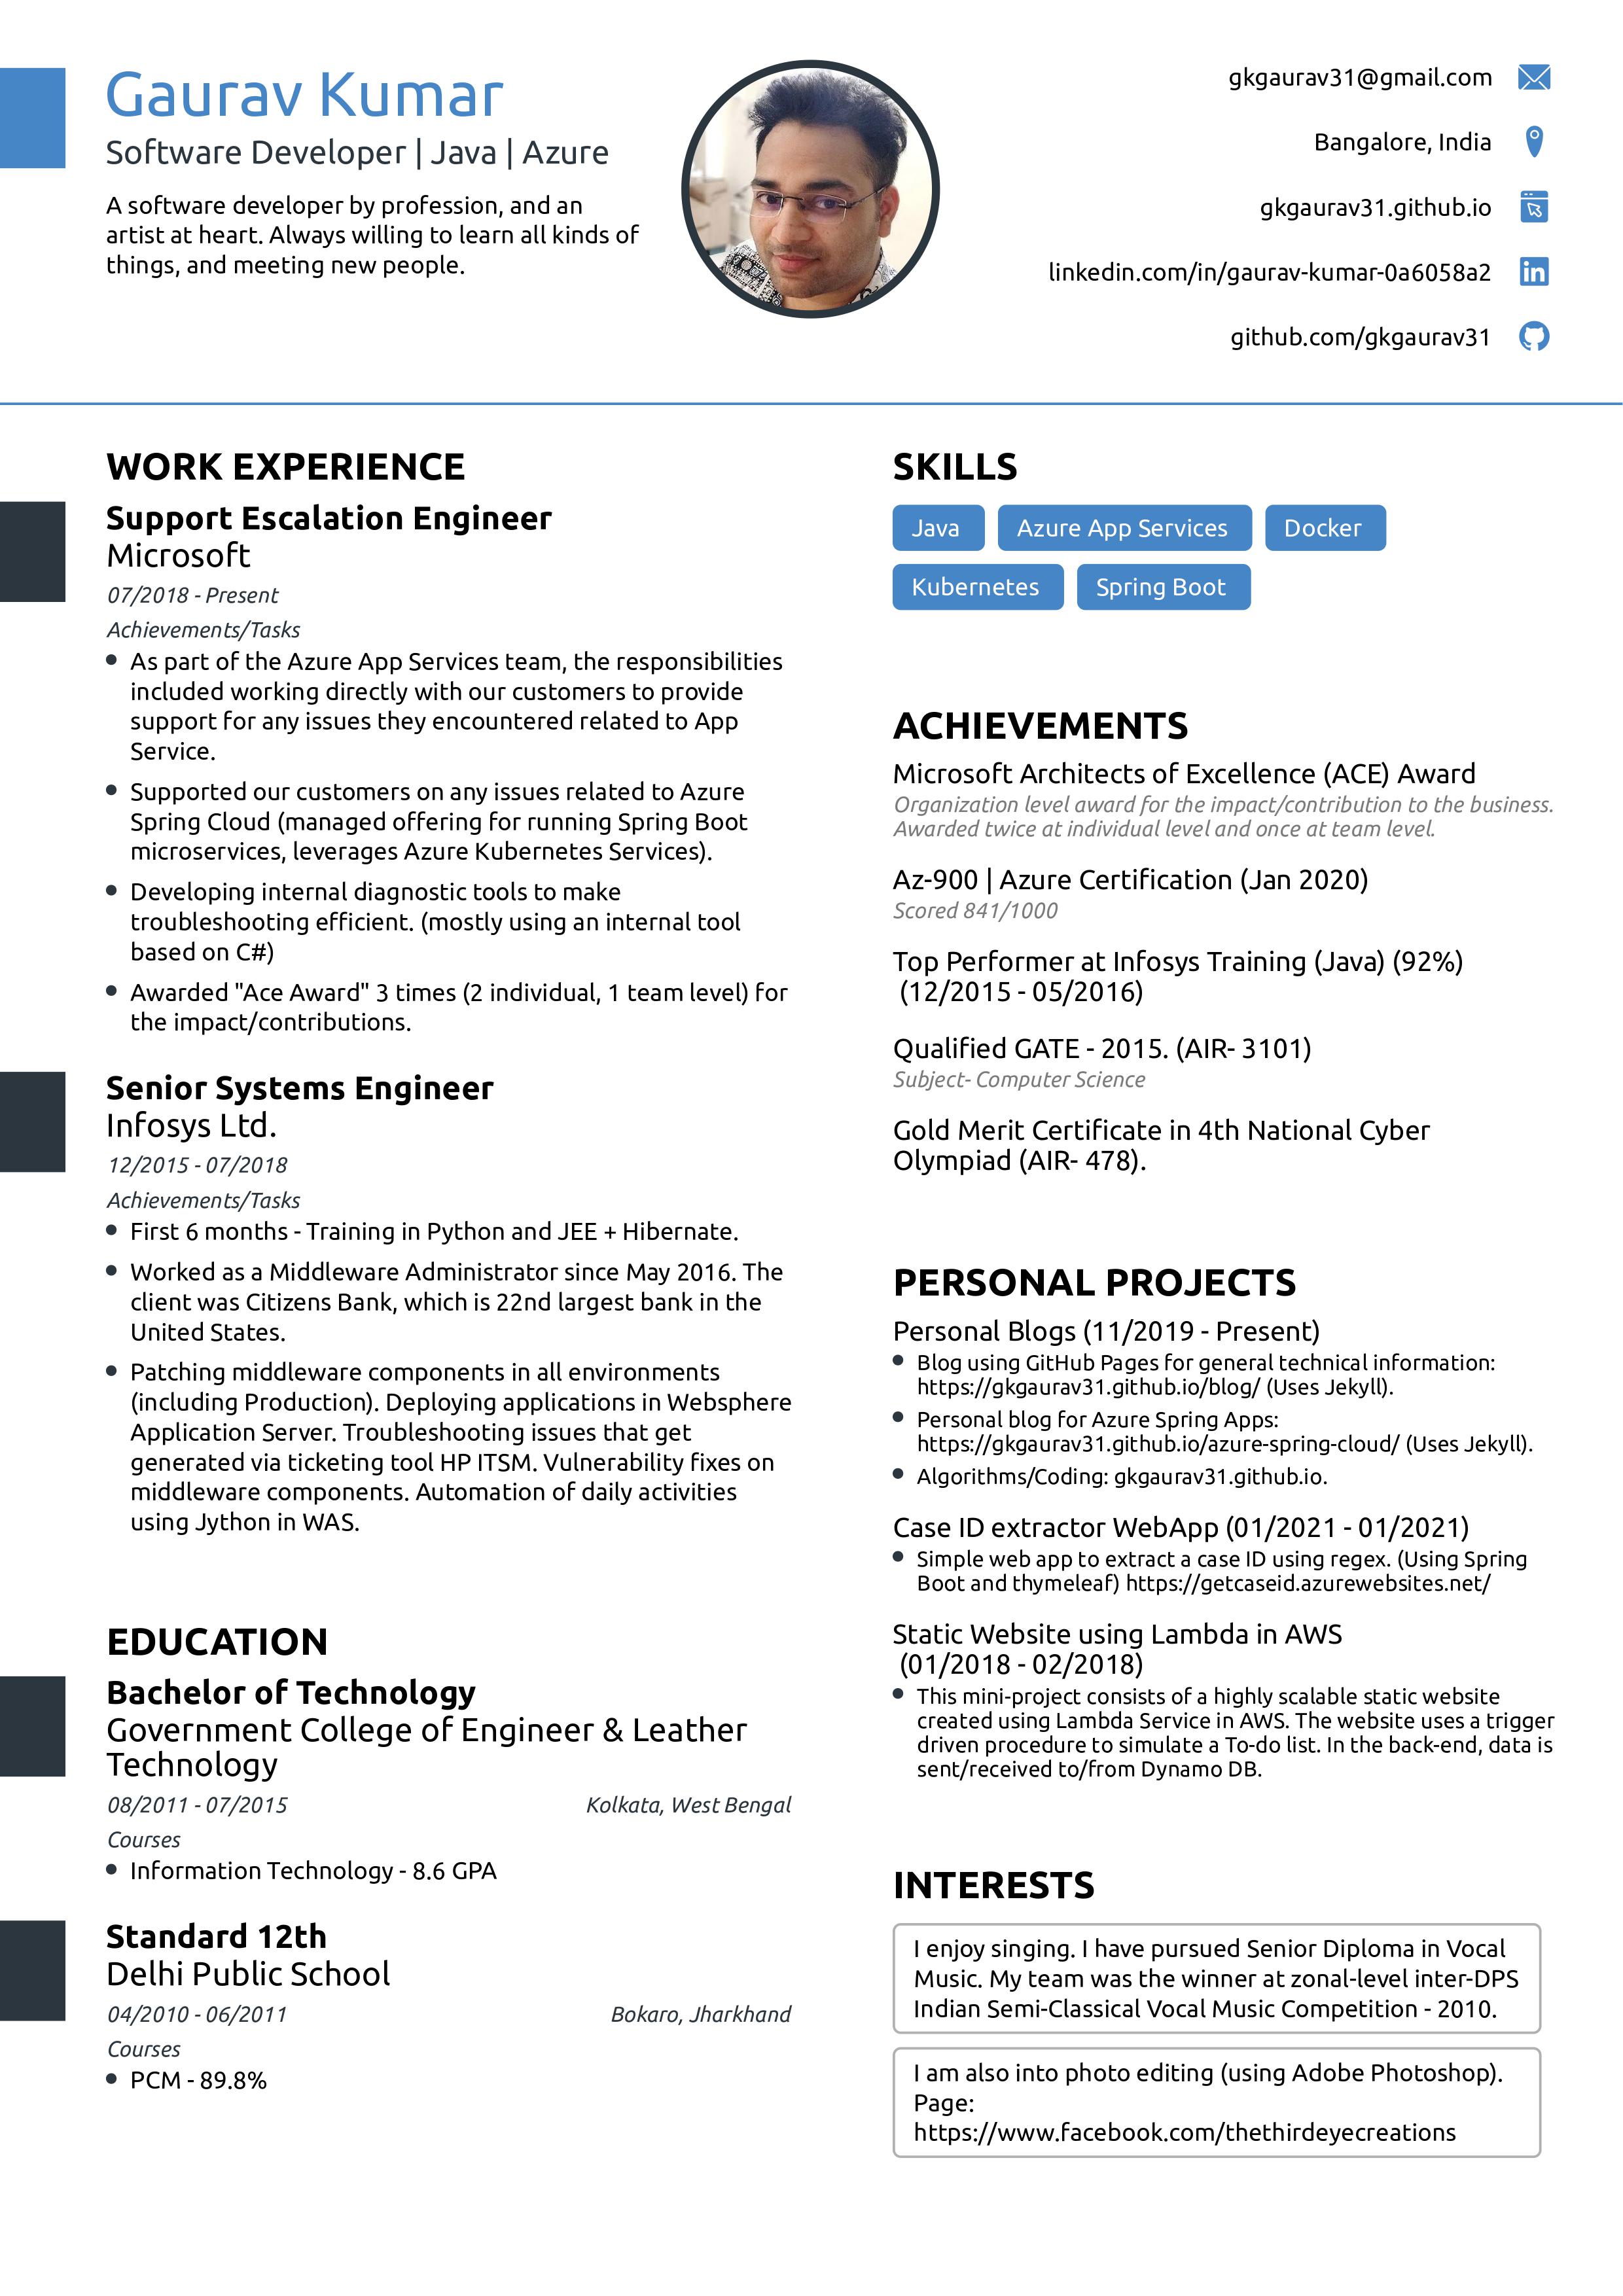 Gaurav Kumar
Software Developer | Java | Azure
A software developer by profession, and an
artist at heart. Always willing to learn all kinds of
things, and meeting new people.
gkgaurav31@gmail.com
Bangalore, India
gkgaurav31.github.io
linkedin.com/in/gaurav-kumar-0a6058a2
github.com/gkgaurav31
WORK EXPERIENCE
Support Escalation Engineer
Microsoft
07/2018 - Present
Achievements/Tasks
As part of the Azure App Services team, the responsibilities
included working directly with our customers to provide
support for any issues they encountered related to App
Service.
Supported our customers on any issues related to Azure
Spring Cloud (managed offering for running Spring Boot
microservices, leverages Azure Kubernetes Services).
Developing internal diagnostic tools to make
troubleshooting efficient. (mostly using an internal tool
based on C#)
Awarded "Ace Award" 3 times (2 individual, 1 team level) for
the impact/contributions.
Senior Systems Engineer
Infosys Ltd.
12/2015 - 07/2018
Achievements/Tasks
First 6 months - Training in Python and JEE + Hibernate.
Worked as a Middleware Administrator since May 2016. The
client was Citizens Bank, which is 22nd largest bank in the
United States.
Patching middleware components in all environments
(including Production). Deploying applications in Websphere
Application Server. Troubleshooting issues that get
generated via ticketing tool HP ITSM. Vulnerability fixes on
middleware components. Automation of daily activities
using Jython in WAS.
EDUCATION
Bachelor of Technology
Government College of Engineer & Leather
Technology
08/2011 - 07/2015 Kolkata, West Bengal
Courses
Information Technology - 8.6 GPA
Standard 12th
Delhi Public School
04/2010 - 06/2011 Bokaro, Jharkhand
Courses
PCM - 89.8%
SKILLS
Java Azure App Services Docker
Kubernetes Spring Boot
ACHIEVEMENTS
Microsoft Architects of Excellence (ACE) Award
Organization level award for the impact/contribution to the business.
Awarded twice at individual level and once at team level.
Az-900 | Azure Certification (Jan 2020)
Scored 841/1000
Top Performer at Infosys Training (Java) (92%)
(12/2015 - 05/2016)
Qualified GATE - 2015. (AIR- 3101)
Subject- Computer Science
Gold Merit Certificate in 4th National Cyber
Olympiad (AIR- 478).
PERSONAL PROJECTS
Personal Blogs (11/2019 - Present)
Blog using GitHub Pages for general technical information:
https://gkgaurav31.github.io/blog/ (Uses Jekyll).
Personal blog for Azure Spring Apps:
https://gkgaurav31.github.io/azure-spring-cloud/ (Uses Jekyll).
Algorithms/Coding: gkgaurav31.github.io.
Case ID extractor WebApp (01/2021 - 01/2021)
Simple web app to extract a case ID using regex. (Using Spring
Boot and thymeleaf) https://getcaseid.azurewebsites.net/
Static Website using Lambda in AWS
(01/2018 - 02/2018)
This mini-project consists of a highly scalable static website
created using Lambda Service in AWS. The website uses a trigger
driven procedure to simulate a To-do list. In the back-end, data is
sent/received to/from Dynamo DB.
INTERESTS
I enjoy singing. I have pursued Senior Diploma in Vocal
Music. My team was the winner at zonal-level inter-DPS
Indian Semi-Classical Vocal Music Competition - 2010.
I am also into photo editing (using Adobe Photoshop).
Page:
https://www.facebook.com/thethirdeyecreations